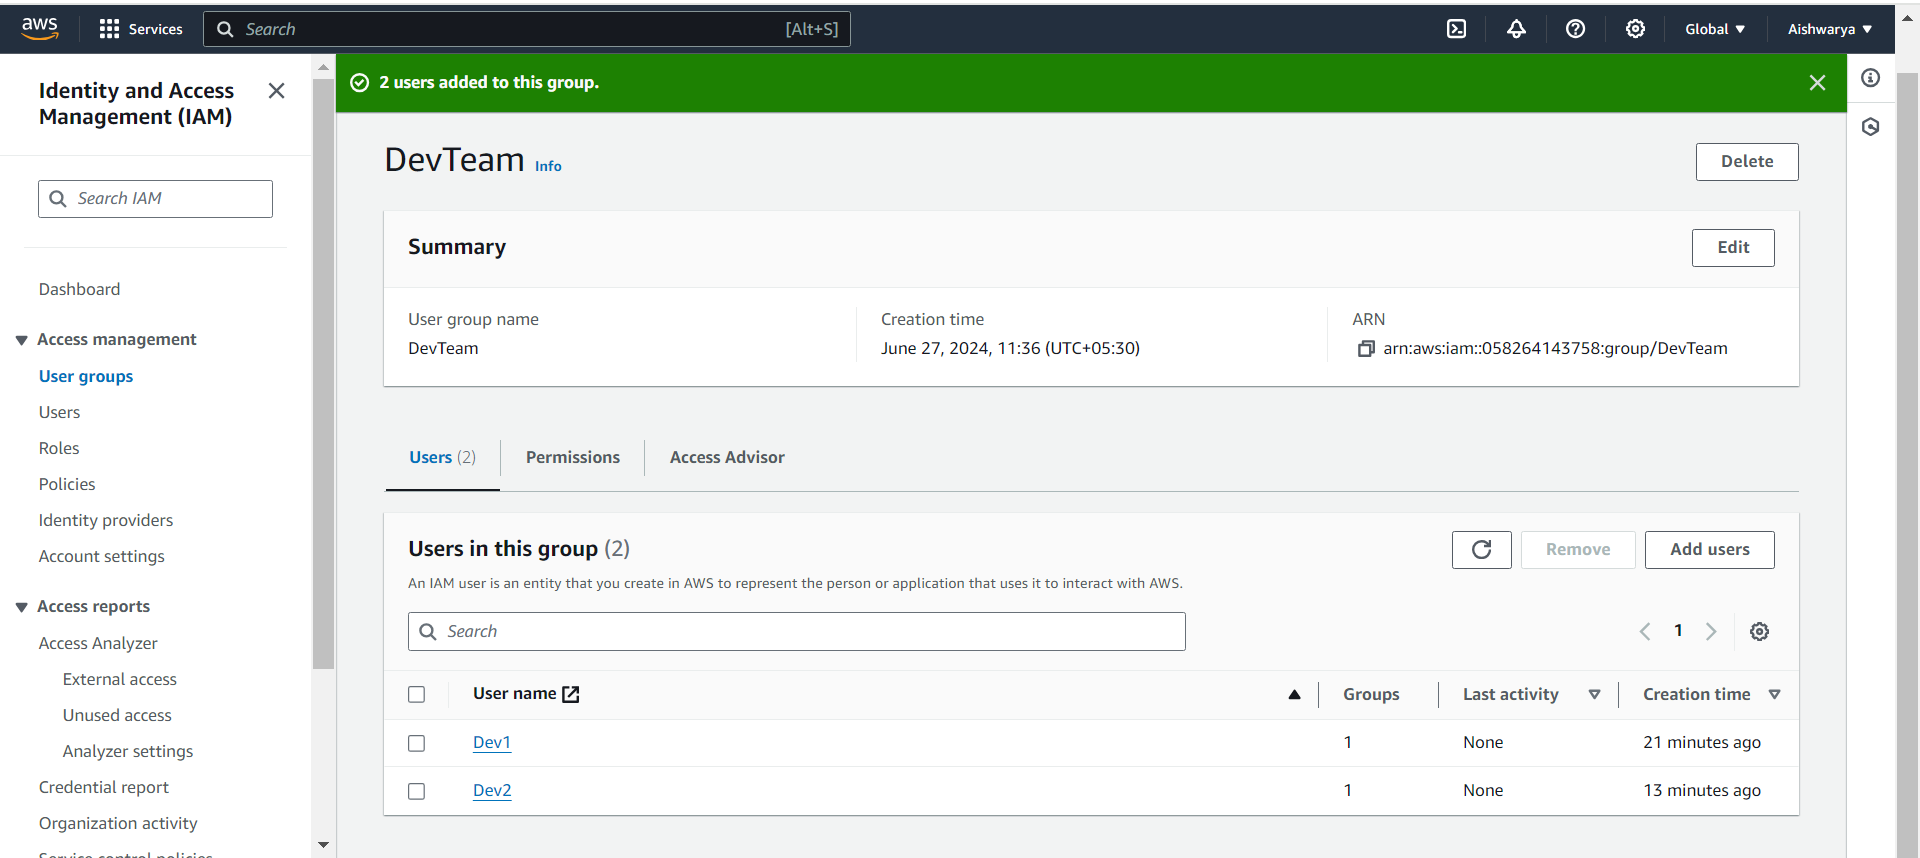 aws
Services
Search
[Alt+S]
Global
Aishwarya
Identity and Access
Management (IAM)
Search IAM
Dashboard
Access management
User groups
Users
Roles
Policies
Identity providers
Account settings
Access reports
Access Analyzer
External access
Unused access
Analyzer settings
Credential report
Organization activity
Service control policies
2 users added to this group.
DevTeam Info
Delete
Summary
Edit
User group name
DevTeam
Creation time
June 27, 2024, 11:36 (UTC+05:30)
ARN
arn:aws:iam::058264143758:group/DevTeam
Users (2)
Permissions
Access Advisor
Users in this group (2)
Remove
Add users
An IAM user is an entity that you create in AWS to represent the person or application that uses it to interact with AWS.
Search
1
User name
Groups
Last activity
Creation time
Dev1 1 None 21 minutes ago
Dev2 1 None 13 minutes ago